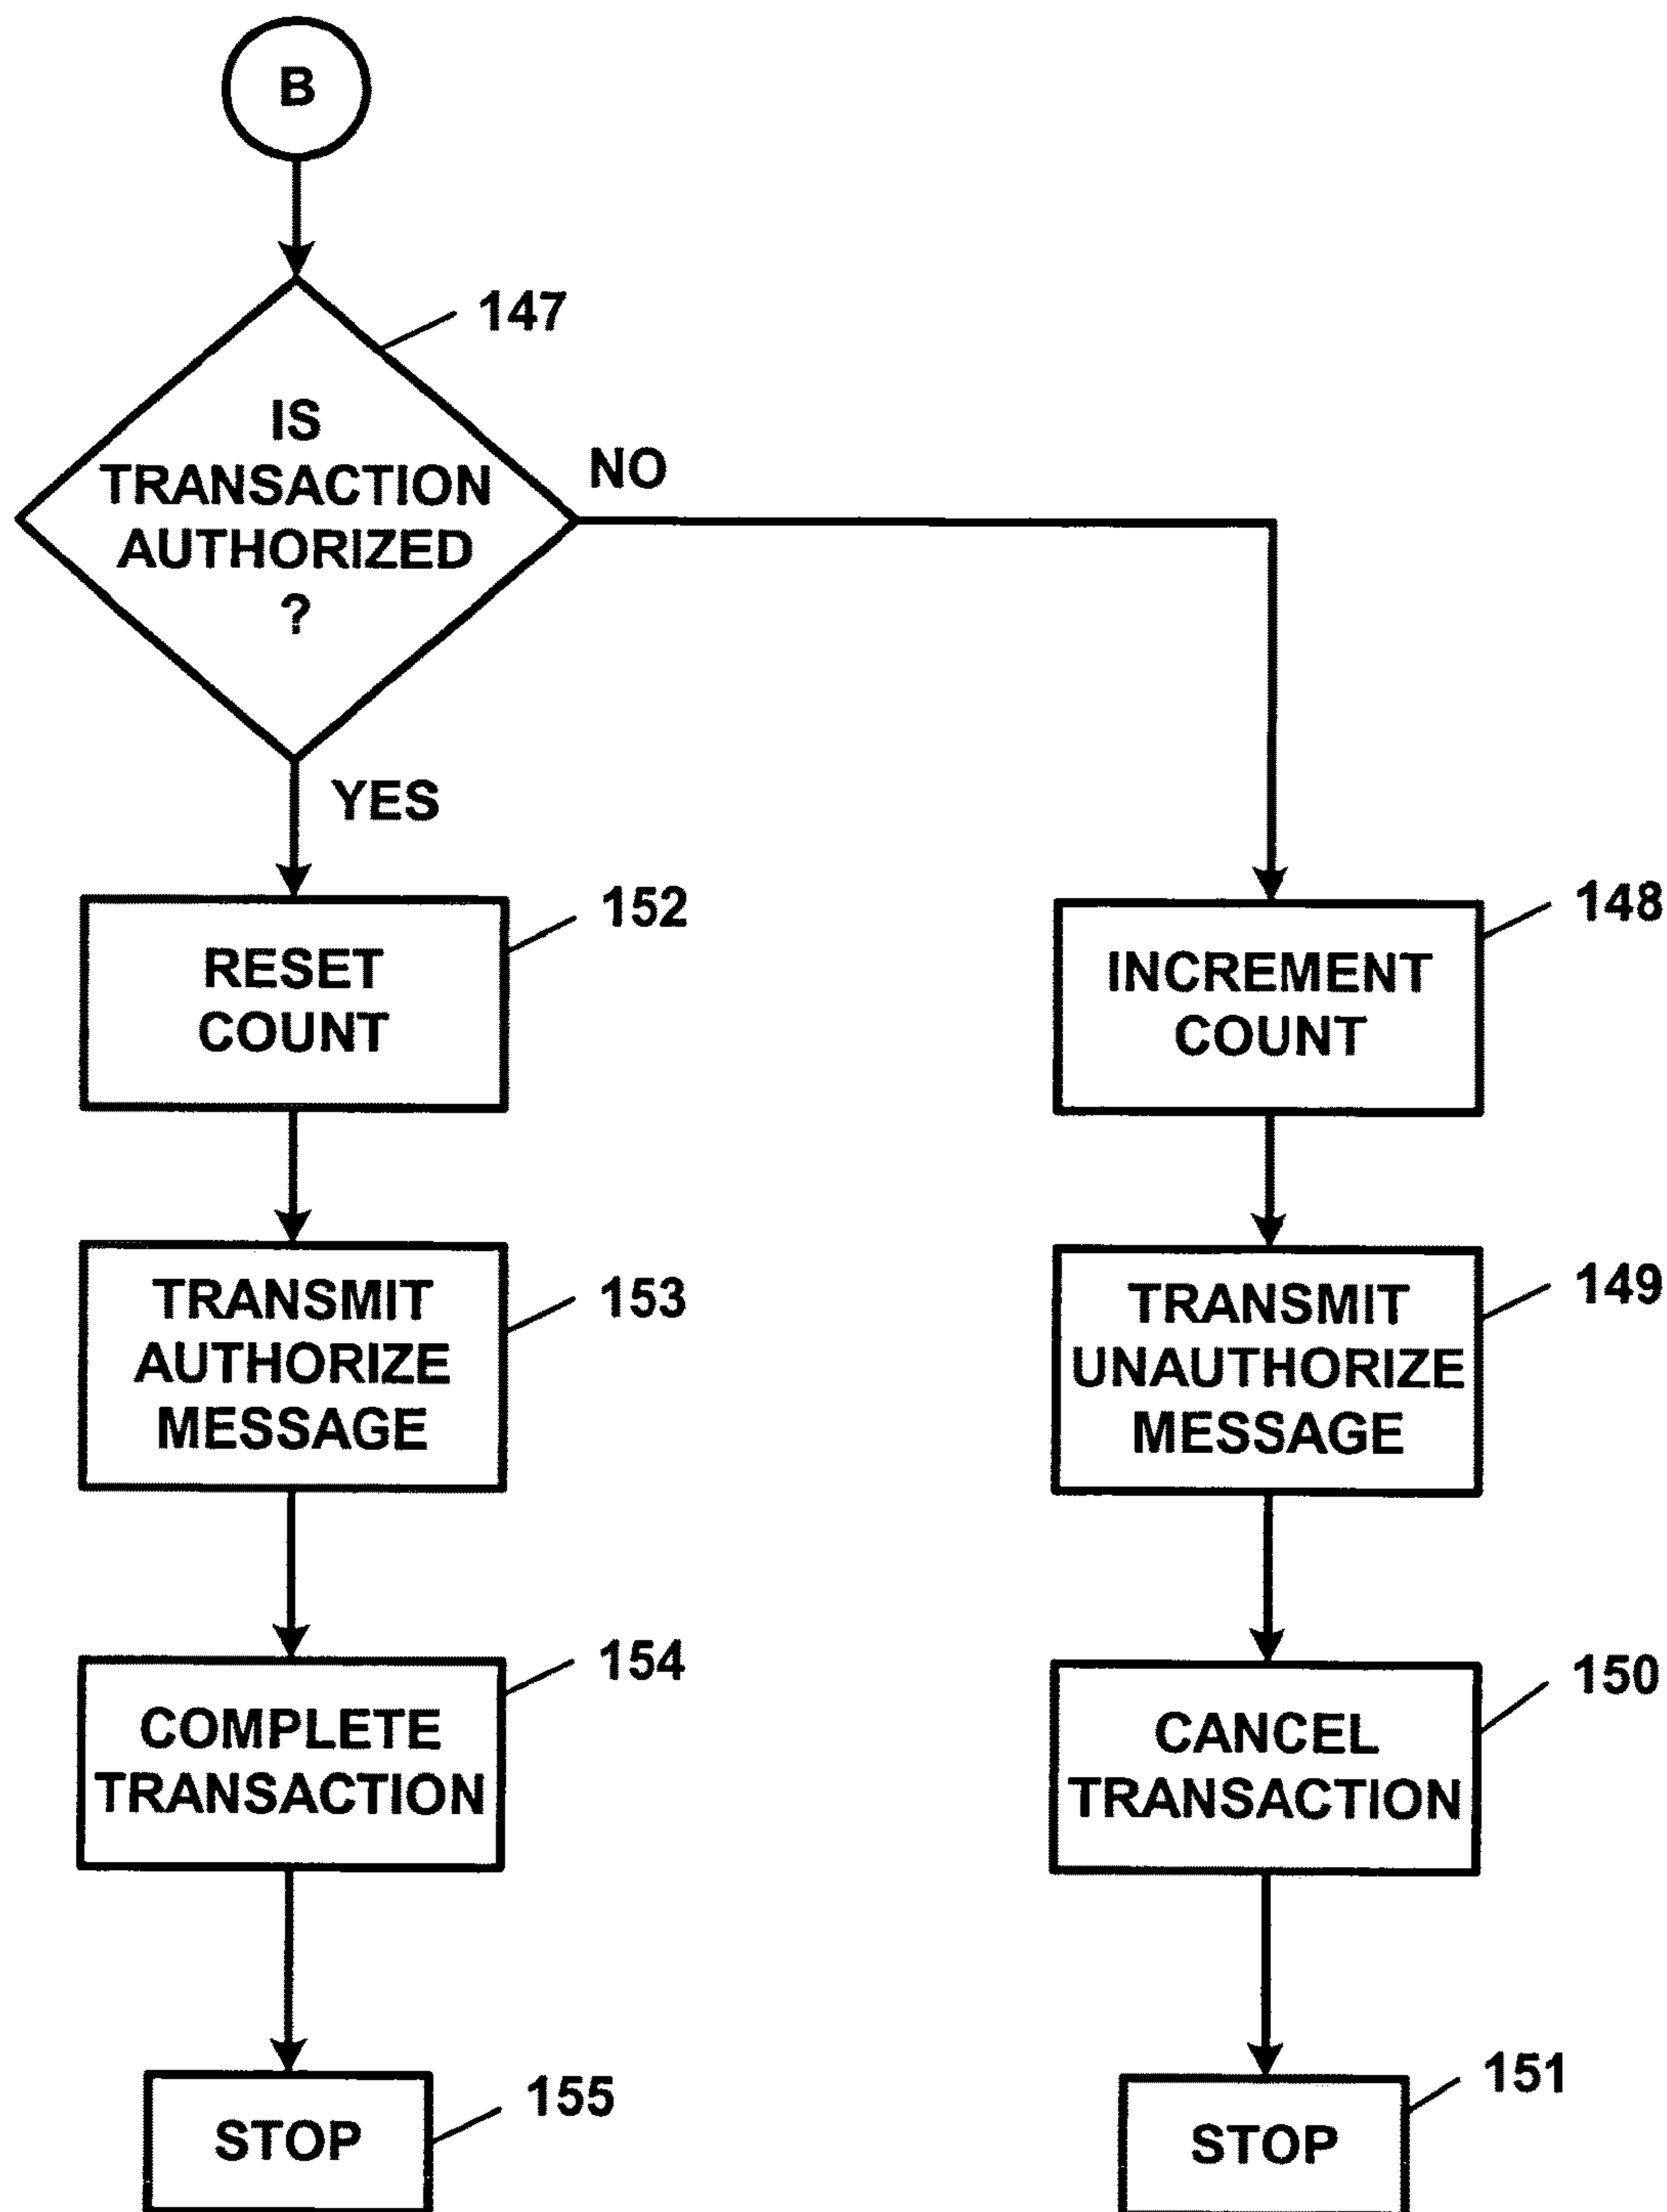 B
147
IS
TRANSACTION
AUTHORIZED
?
NO
YES
152
RESET
COUNT
148
INCREMENT
COUNT
153
TRANSMIT
AUTHORIZE
MESSAGE
149
TRANSMIT
UNAUTHORIZE
MESSAGE
154
COMPLETE
TRANSACTION
150
CANCEL
TRANSACTION
155
STOP
151
STOP